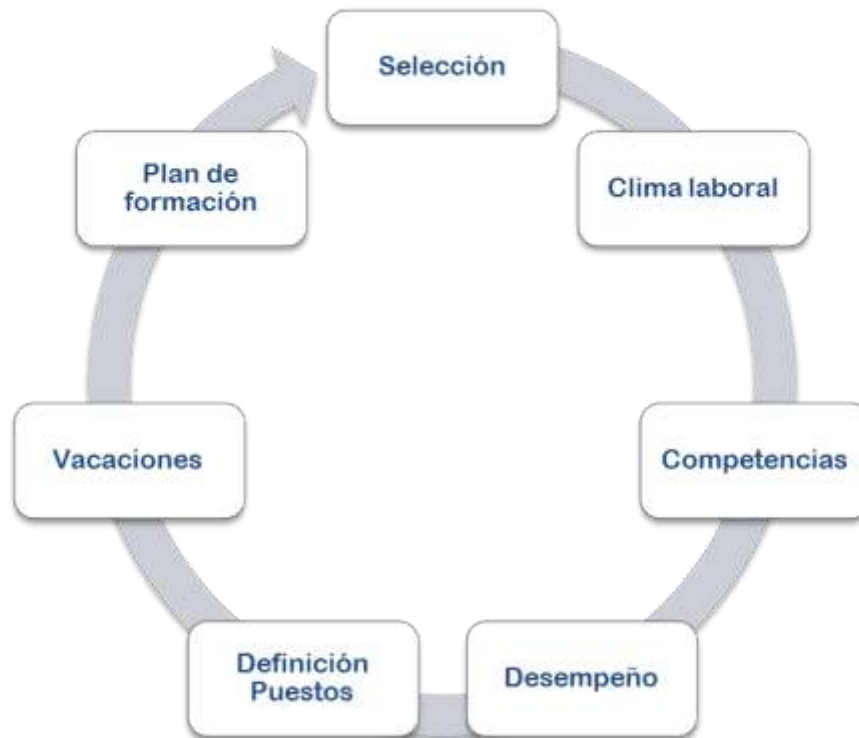 Selección
Clima laboral
Competencias
Desempeño
Definición
Puestos
Vacaciones
Plan de
formación